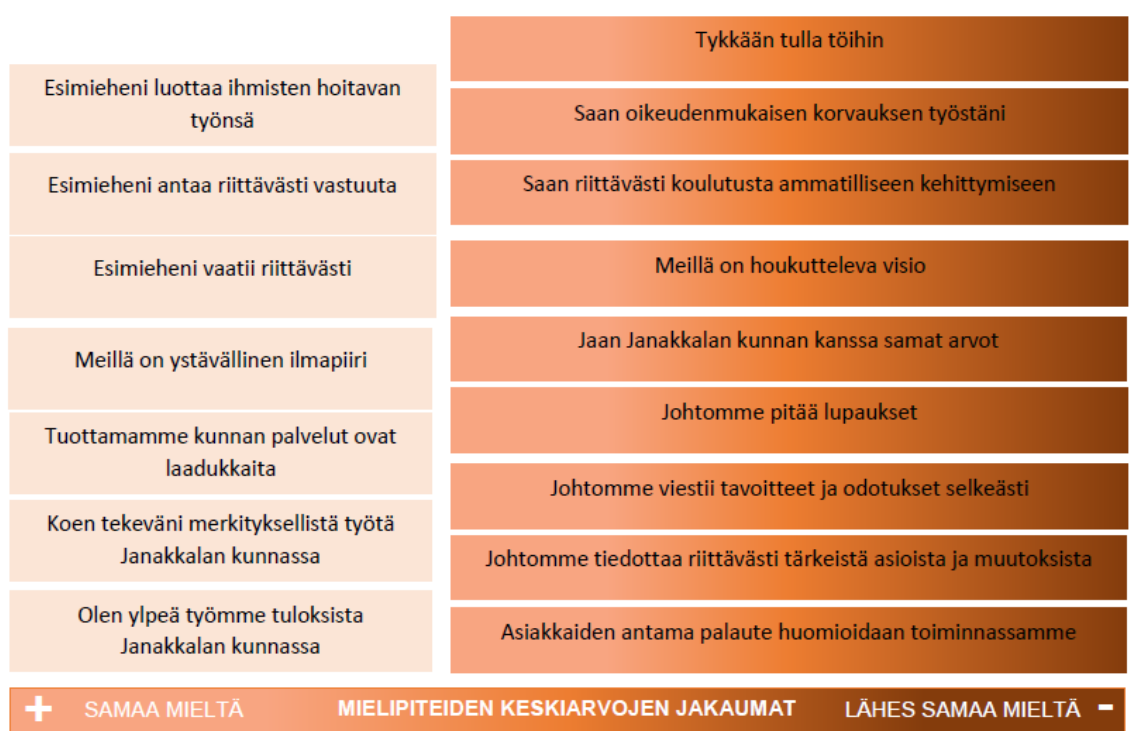 Esimieheni luottaa ihmisten hoitavan
työnsä
Esimieheni antaa riittävästi vastuuta
Esimieheni vaatii riittävästi
Meillä on ystävällinen ilmapiiri
Tuottamamme kunnan palvelut ovat
laadukkaita
Koen tekeväni merkityksellistä työtä
Janakkalan kunnassa
Olen ylpeä työmme tuloksista
Janakkalan kunnassa
Tykkään tulla töihin
Saan oikeudenmukaisen korvauksen työstäni
Saan riittävästi koulutusta ammatilliseen kehittymiseen
Meillä on houkutteleva visio
Jaan Janakkalan kunnan kanssa samat arvot
Johtomme pitää lupaukset
Johtomme viestii tavoitteet ja odotukset selkeästi
Johtomme tiedottaa riittävästi tärkeistä asioista ja muutoksista
Asiakkaiden antama palaute huomioidaan toiminnassamme
+ SAMAA MIELTÄ MIELIPITEIDEN KESKIARVOJEN JAKAUMAT LÄHES SAMAA MIELTÄ -